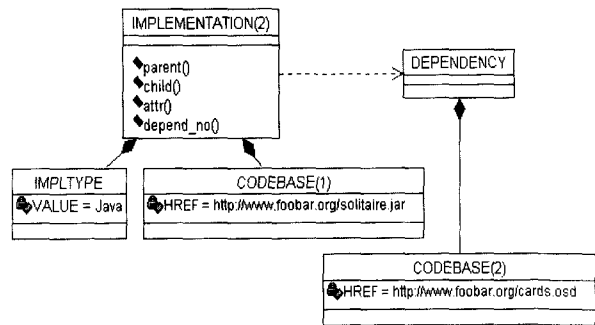 IMPLEMENTATION(2)
parent()
child()
attr()
depend_no()
DEPENDENCY
IMPLTYPE
VALUE = Java
CODEBASE(1)
HREF = http://www.foobar.org/solitaire.jar
CODEBASE(2)
HREF = http://www.foobar.org/cards.osd